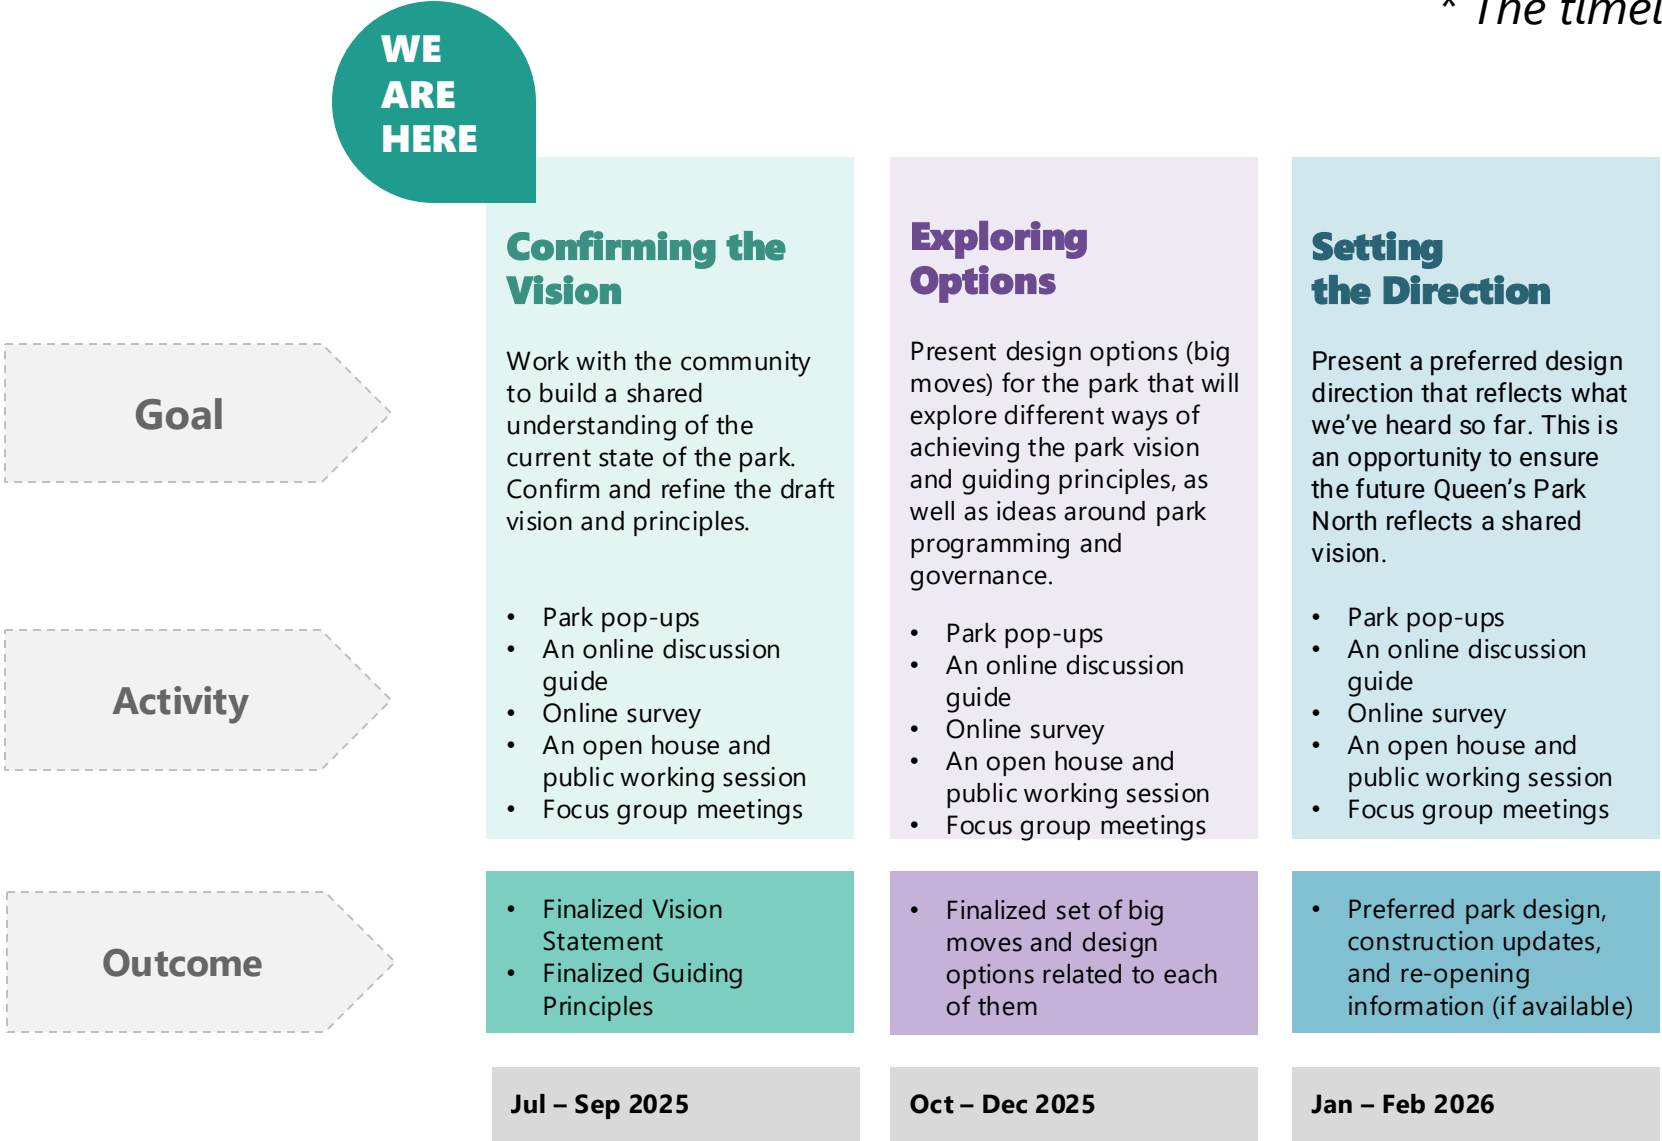 * The timel
WE
ARE
HERE
Confirming the
Vision
Work with the community
to build a shared
understanding of the
current state of the park.
Confirm and refine the draft
vision and principles.
• Park pop-ups
• An online discussion
guide
• Online survey
• An open house and
public working session
• Focus group meetings
• Finalized Vision
Statement
• Finalized Guiding
Principles
Jul – Sep 2025
Exploring
Options
Present design options (big
moves) for the park that will
explore different ways of
achieving the park vision
and guiding principles, as
well as ideas around park
programming and
governance.
• Park pop-ups
• An online discussion
guide
• Online survey
• An open house and
public working session
• Focus group meetings
• Finalized set of big
moves and design
options related to each
of them
Oct – Dec 2025
Setting
the Direction
Present a preferred design
direction that reflects what
we’ve heard so far. This is
an opportunity to ensure
the future Queen’s Park
North reflects a shared
vision.
• Park pop-ups
• An online discussion
guide
• Online survey
• An open house and
public working session
• Focus group meetings
• Preferred park design,
construction updates,
and re-opening
information (if available)
Jan – Feb 2026
Goal
Activity
Outcome